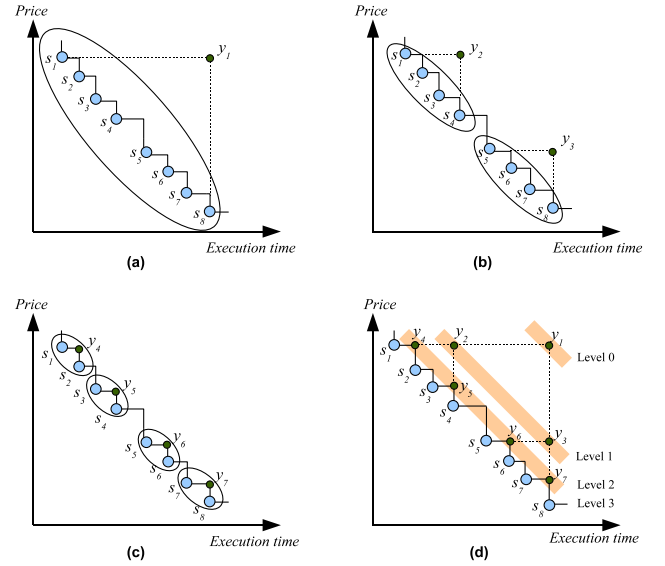 Price
s1
s2
s3
s4
s5
s6
s7
s8
y1
Execution time
(a)
Price
s1
s2
s3
s4
s5
s6
s7
s8
y2
y3
Execution time
(b)
Price
s1
s2
s3
s4
s5
s6
s7
s8
y4
y5
y6
y7
Execution time
(c)
Price
s1
s2
s3
s4
s5
s6
s7
s8
y4
y2
y1
y5
y6
y3
y7
Level 0
Level 1
Level 2
Level 3
Execution time
(d)